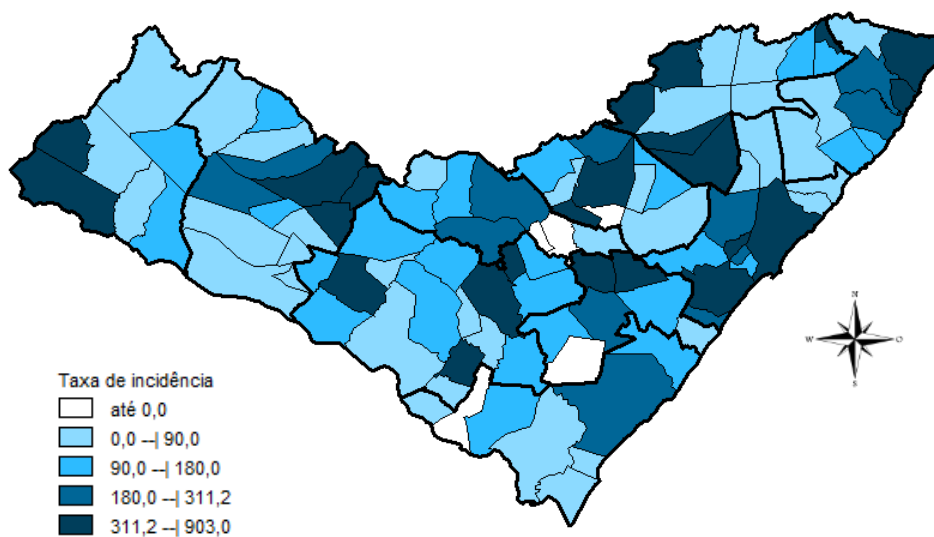 N
W
O
S
Taxa de incidência
até 0,0
0,0 --| 90,0
90,0 --| 180,0
180,0 --| 311,2
311,2 --| 903,0